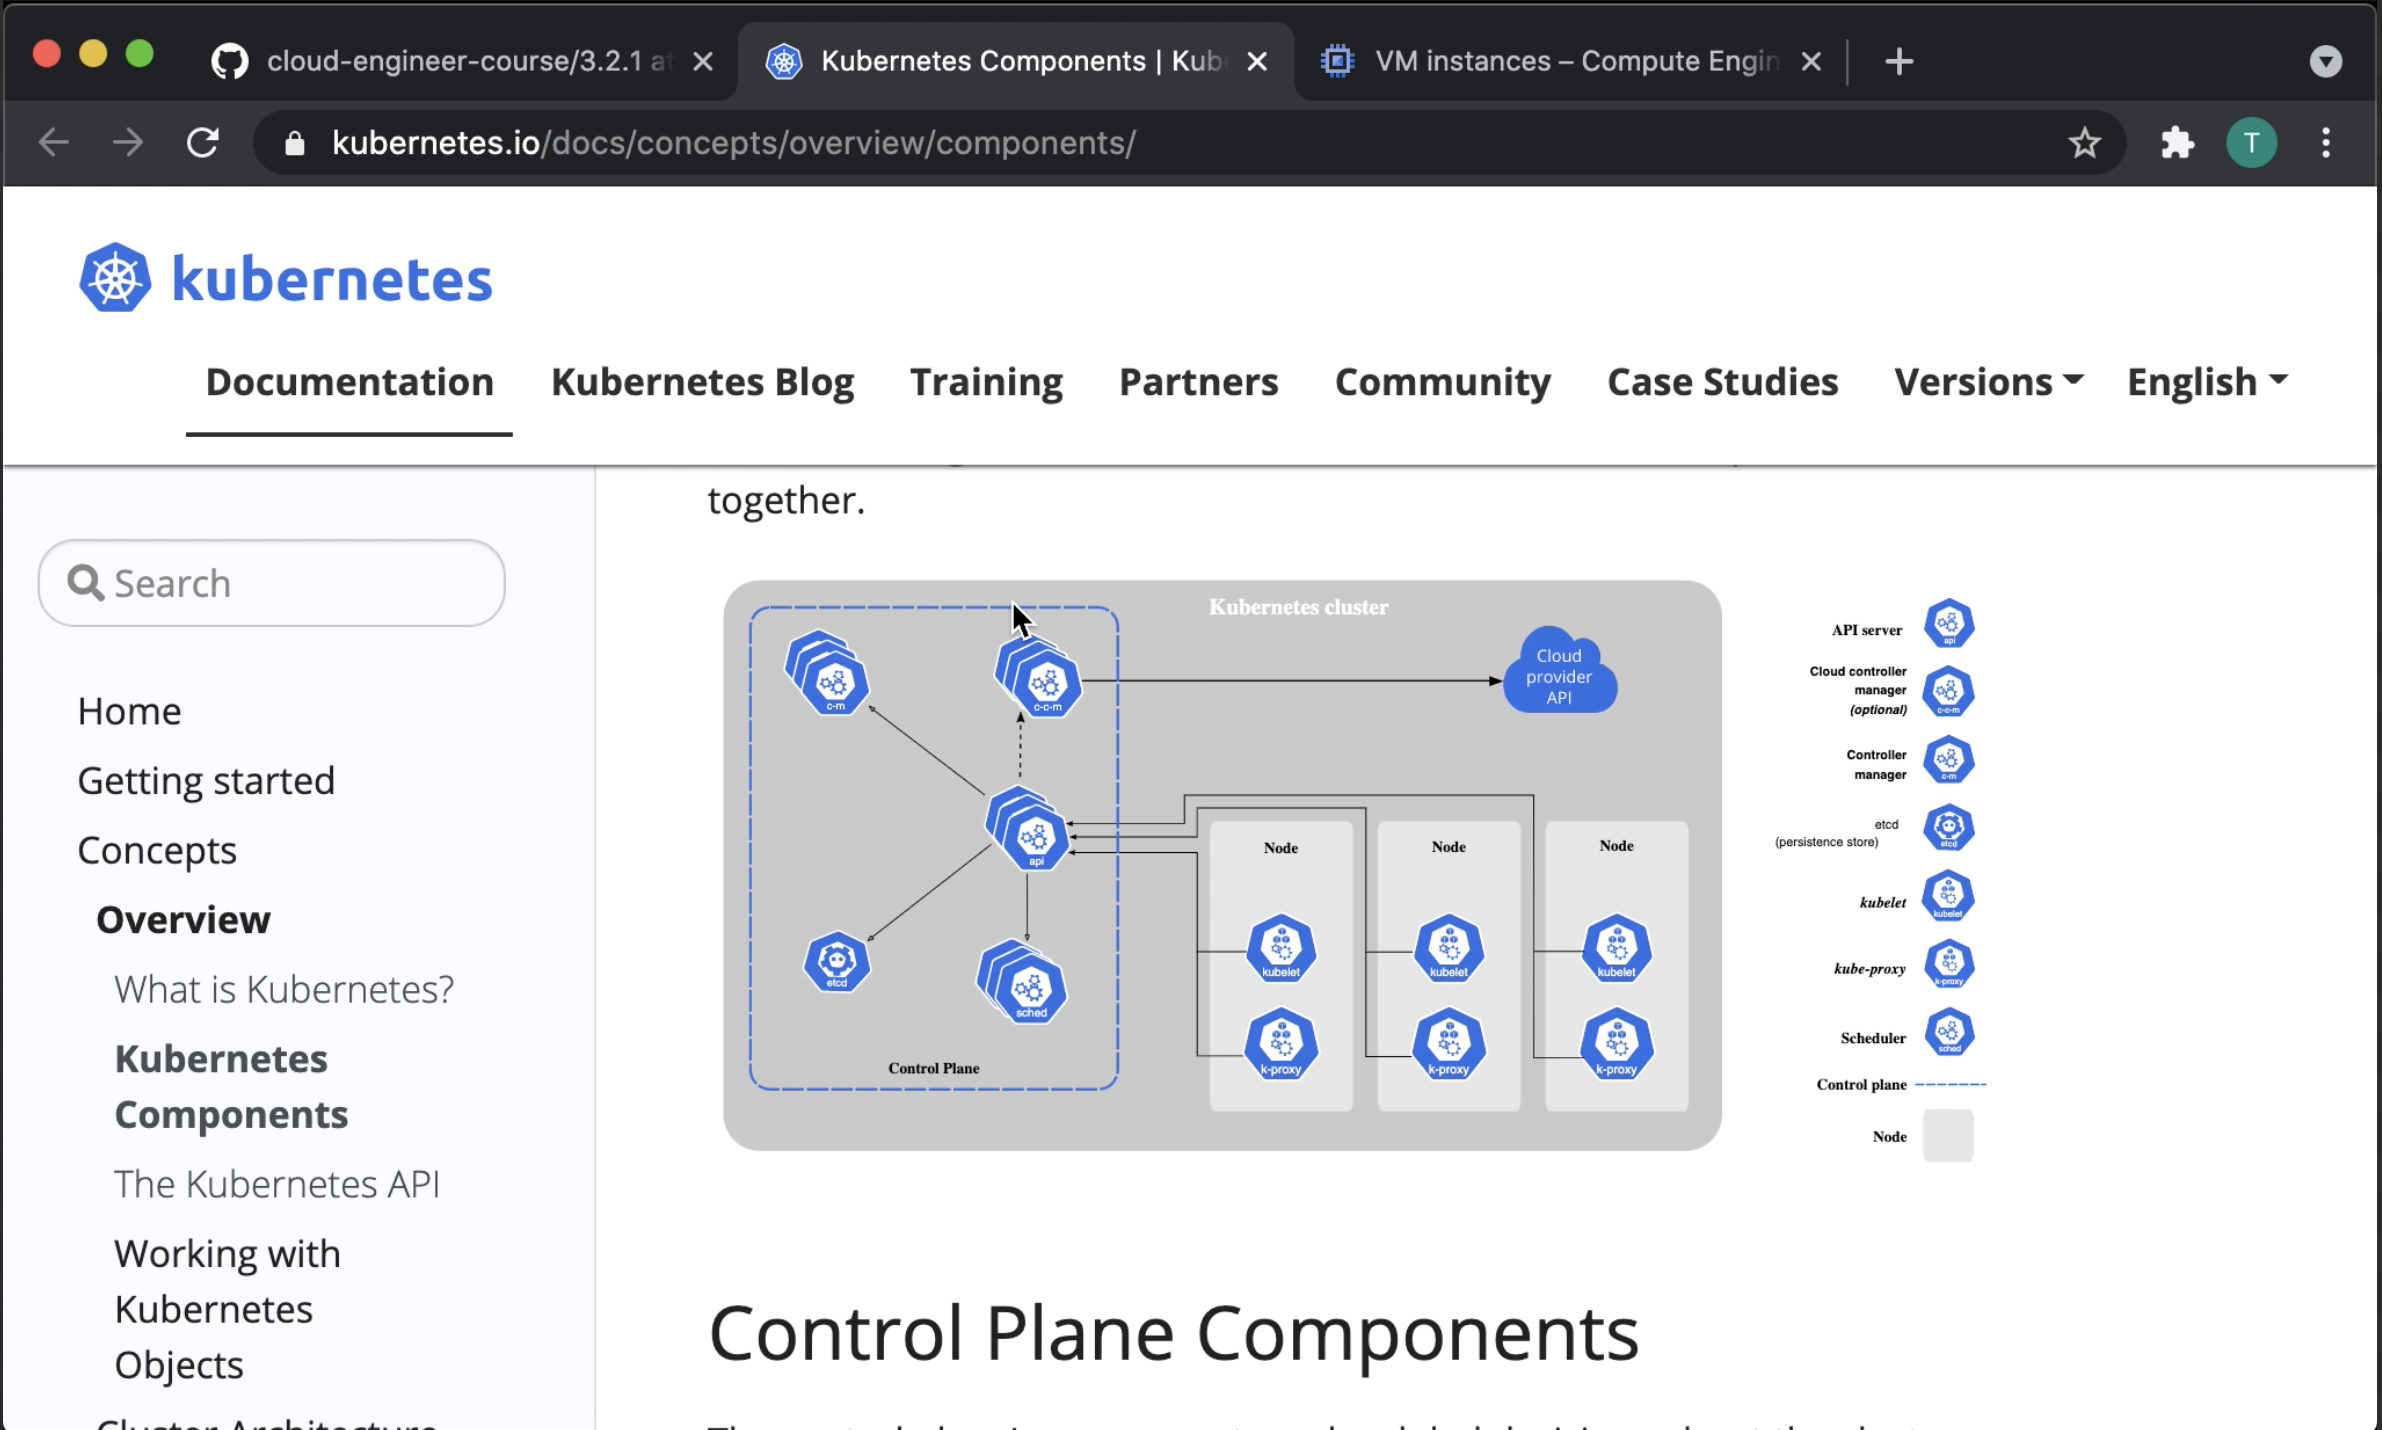 cloud-engineer-course/3.2.1 at
Kubernetes Components | Kub
VM instances – Compute Engin
kubernetes.io/docs/concepts/overview/components/
T
kubernetes
Documentation
Kubernetes Blog
Training
Partners
Community
Case Studies
Versions
English
Search
Home
Getting started
Concepts
Overview
What is Kubernetes?
Kubernetes
Components
The Kubernetes API
Working with
Kubernetes
Objects
Cluster Architecture
together.
Kubernetes cluster
c-m
c-c-m
Cloud
provider
API
api
etcd
sched
Control Plane
Node
kubelet
k-proxy
Node
kubelet
k-proxy
Node
kubelet
k-proxy
API server
api
Cloud controller
manager
(optional)
c-c-m
Controller
manager
c-m
etcd
(persistence store)
etcd
kubelet
kubelet
kube-proxy
k-proxy
Scheduler
sched
Control plane
Node
Control Plane Components